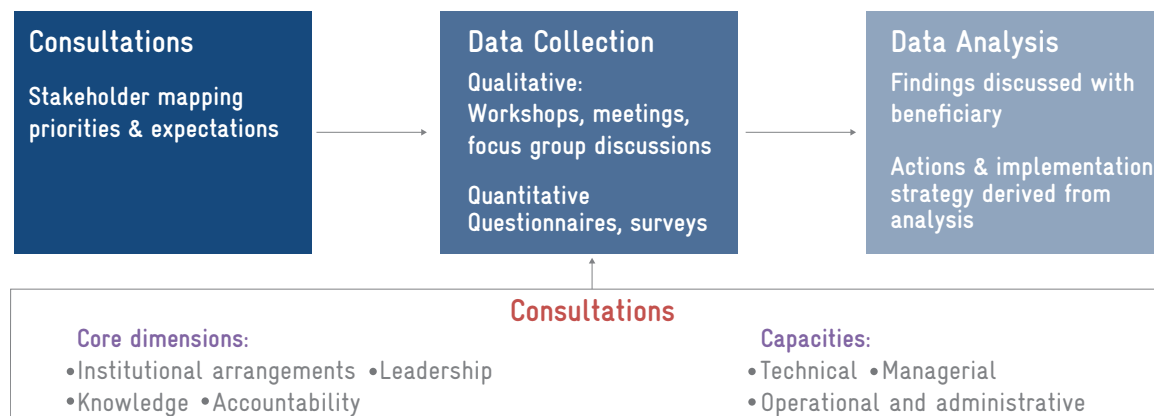 Consultations
Stakeholder mapping
priorities & expectations
Data Collection
Qualitative:
Workshops, meetings,
focus group discussions
Quantitative
Questionnaires, surveys
Data Analysis
Findings discussed with
beneficiary
Actions & implementation
strategy derived from
analysis
Consultations
Core dimensions:
•Institutional arrangements •Leadership
•Knowledge •Accountability
Capacities:
•Technical •Managerial
•Operational and administrative